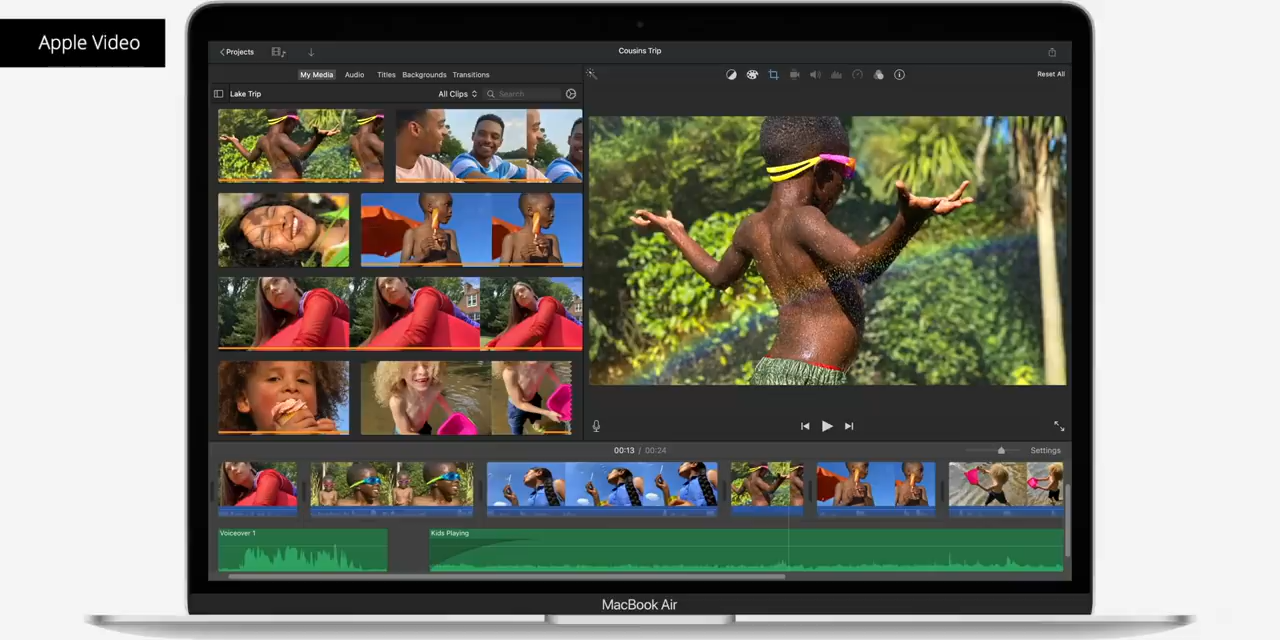 Apple Video
Projects
Cousins Trip
My Media
Audio
Titles
Backgrounds
Transitions
Reset All
Lake Trip
All Clips
Search
00:13 / 00:24
Settings
Voiceover 1
Kids Playing
MacBook Air